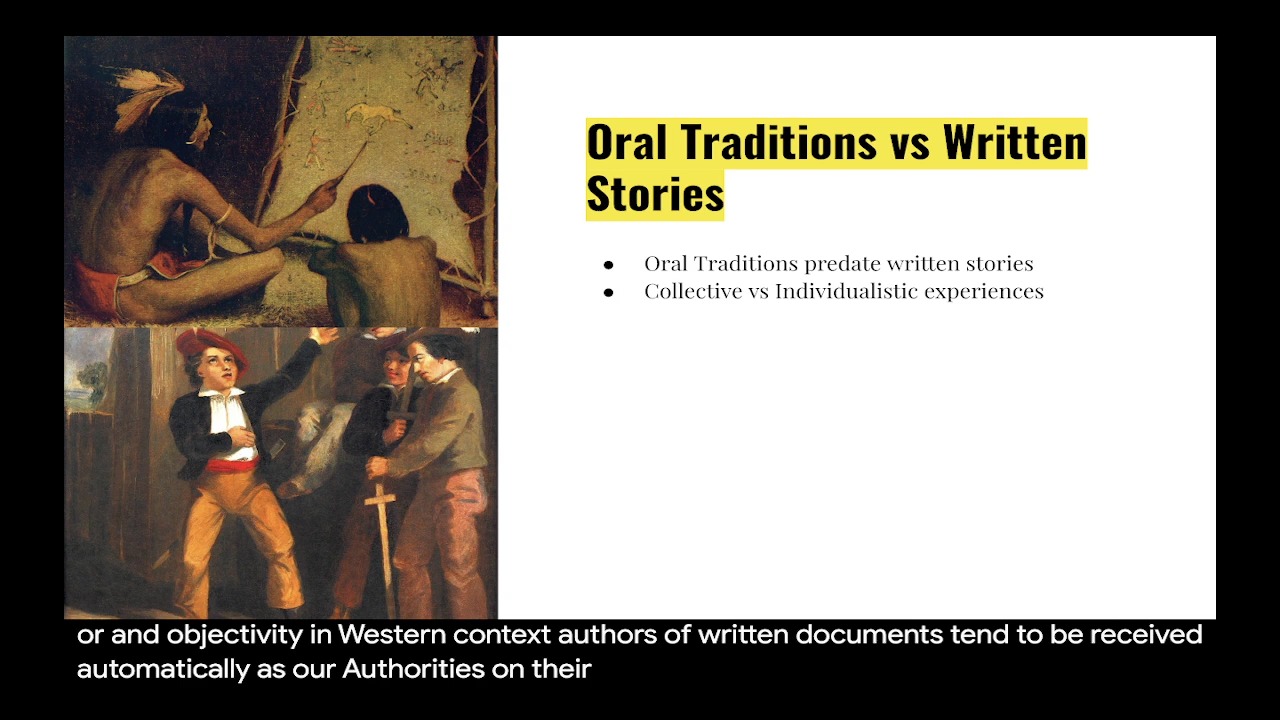 Oral Traditions vs Written
Stories
● Oral Traditions predate written stories
● Collective vs Individualistic experiences
or and objectivity in Western context authors of written documents tend to be received
automatically as our Authorities on their